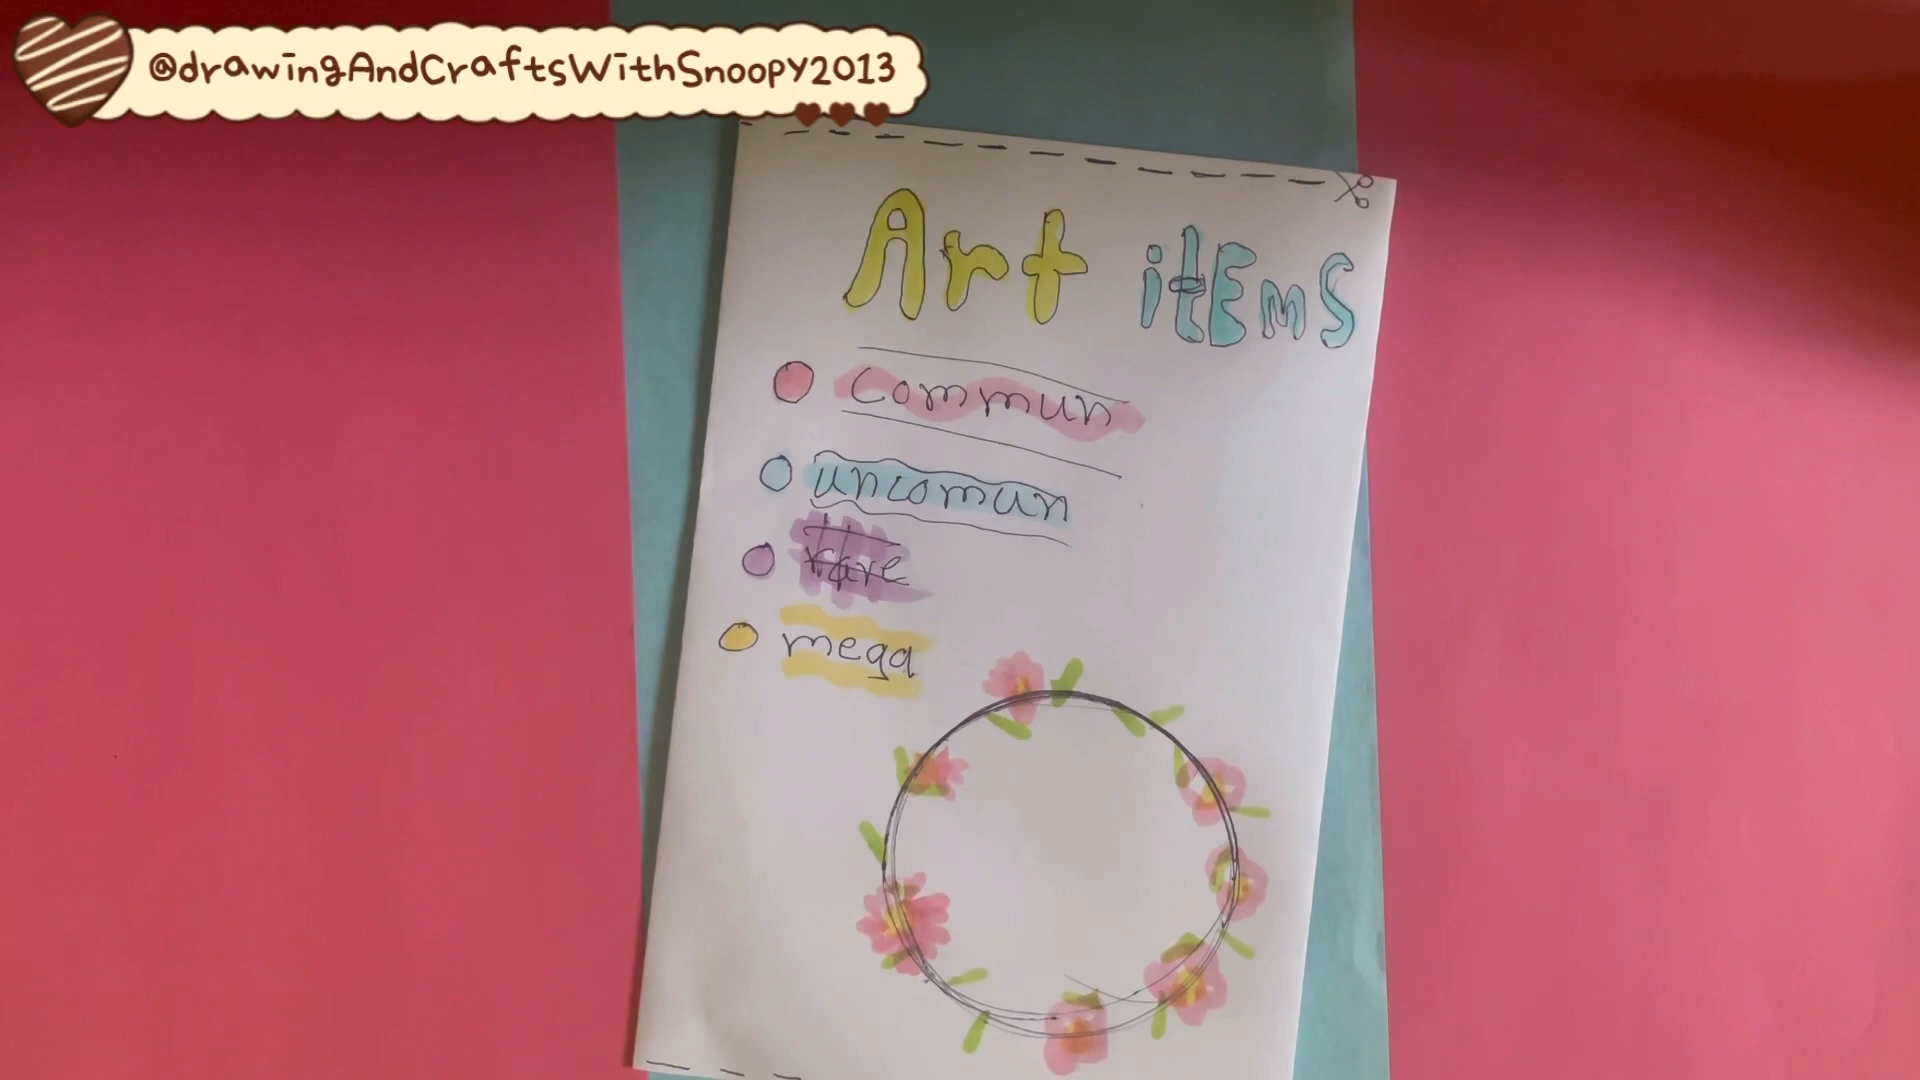 @drawingAndCraftsWithSnoopy2013
Art itEms
commun
uncomun
rare
mega